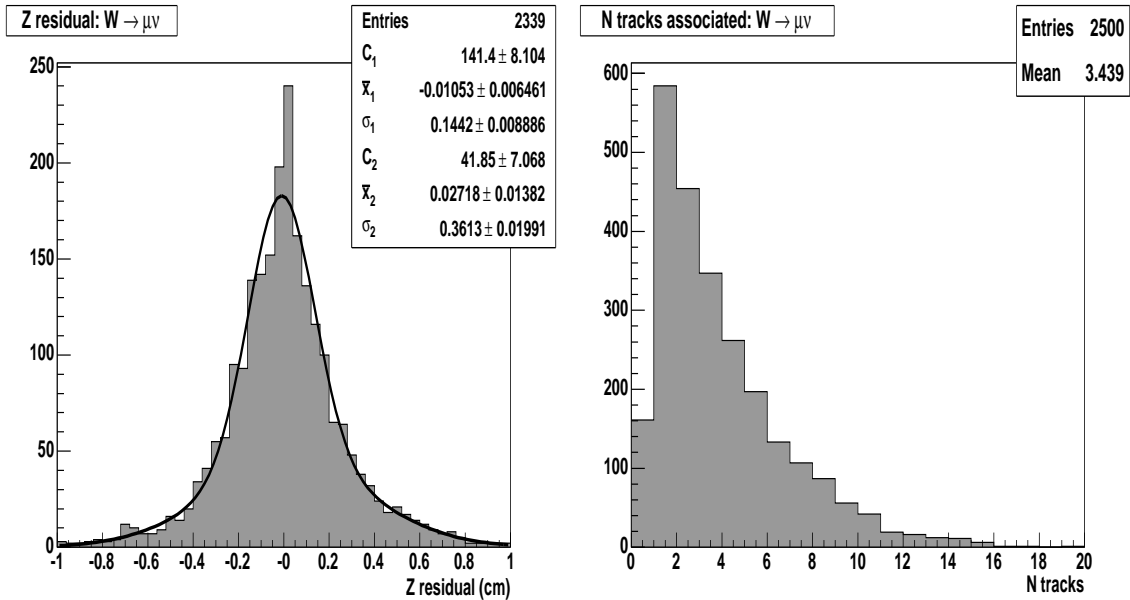 Z residual: W → μν
Entries 2339
C₁ 141.4 ± 8.104
x̄₁ -0.01053 ± 0.006461
σ₁ 0.1442 ± 0.008886
C₂ 41.85 ± 7.068
x̄₂ 0.02718 ± 0.01382
σ₂ 0.3613 ± 0.01991
250
200
150
100
50
0
-1 -0.8 -0.6 -0.4 -0.2 -0 0.2 0.4 0.6 0.8 1
Z residual (cm)
N tracks associated: W → μν
Entries 2500
Mean 3.439
600
500
400
300
200
100
0
0 2 4 6 8 10 12 14 16 18 20
N tracks